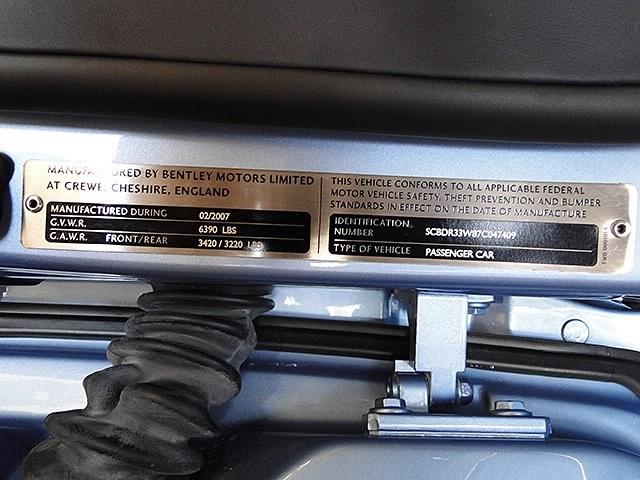 MANUFACTURED BY BENTLEY MOTORS LIMITED
AT CREWE, CHESHIRE, ENGLAND
MANUFACTURED DURING 02/2007
G.V.W.R. 6390 LBS
G.A.W.R. FRONT/REAR 3420 / 3220 LBS
THIS VEHICLE CONFORMS TO ALL APPLICABLE FEDERAL
MOTOR VEHICLE SAFETY, THEFT PREVENTION AND BUMPER
STANDARDS IN EFFECT ON THE DATE OF MANUFACTURE
IDENTIFICATION
NUMBER SCBDR33W87C047409
TYPE OF VEHICLE PASSENGER CAR